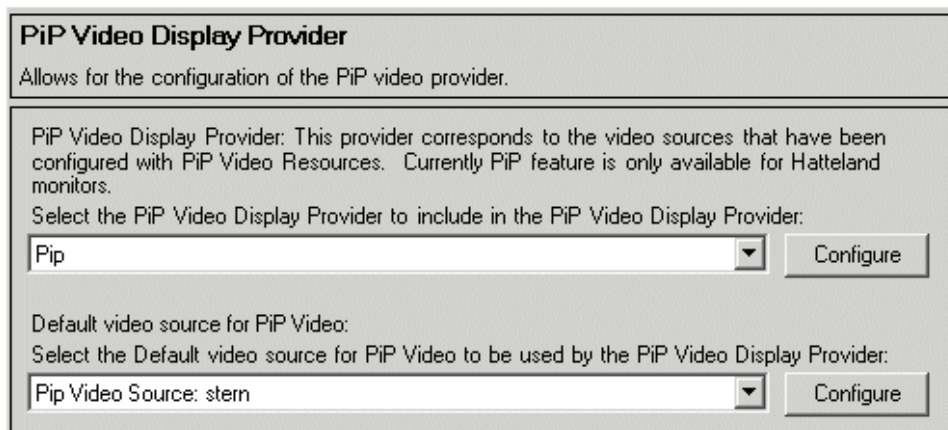 PiP Video Display Provider
Allows for the configuration of the PiP video provider.
PiP Video Display Provider: This provider corresponds to the video sources that have been
configured with PiP Video Resources.  Currently PiP feature is only available for Hatteland
monitors.
Select the PiP Video Display Provider to include in the PiP Video Display Provider:
Pip
Configure
Default video source for PiP Video:
Select the Default video source for PiP Video to be used by the PiP Video Display Provider:
Pip Video Source: stern
Configure